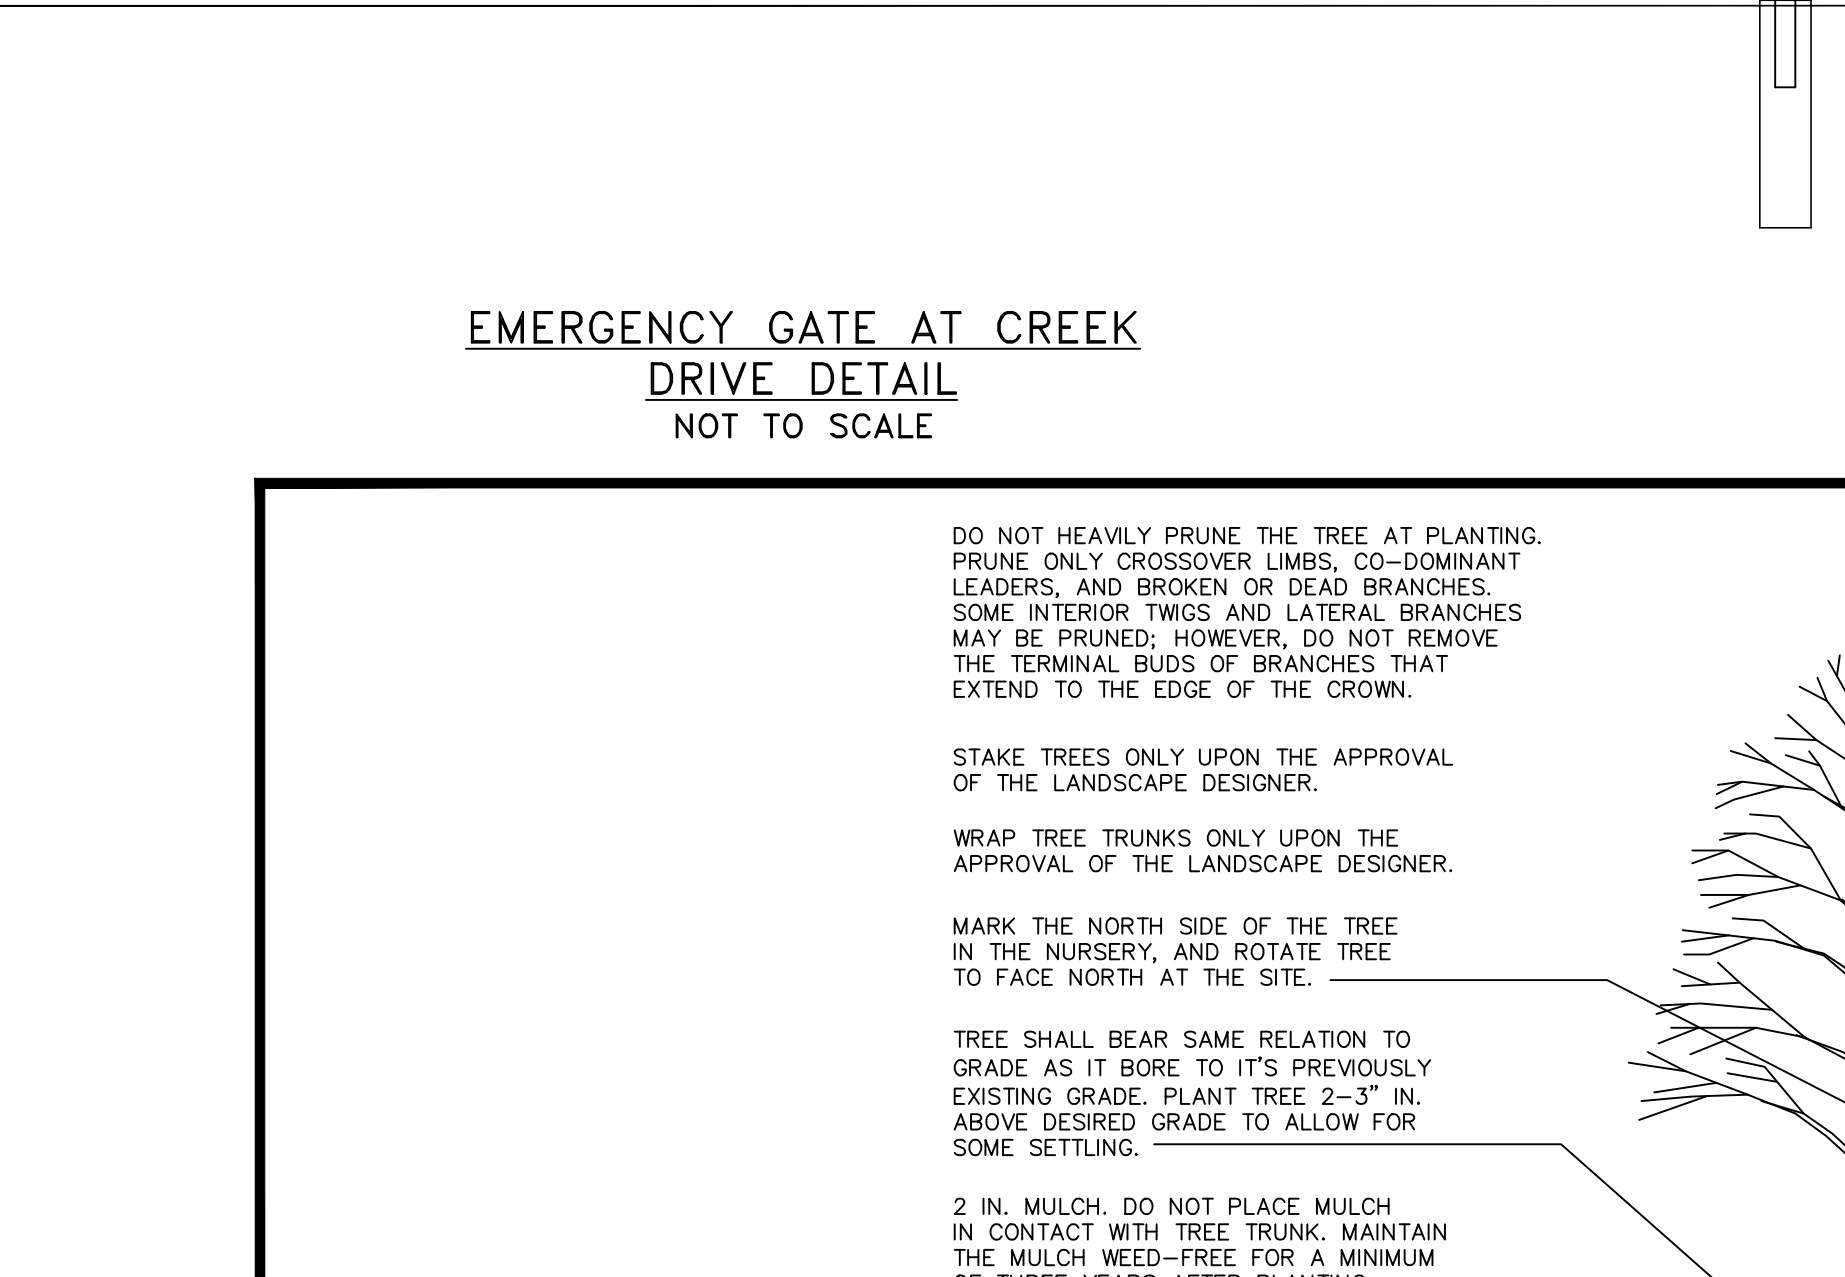 EMERGENCY GATE AT CREEK
DRIVE DETAIL
NOT TO SCALE
DO NOT HEAVILY PRUNE THE TREE AT PLANTING.
PRUNE ONLY CROSSOVER LIMBS, CO–DOMINANT
LEADERS, AND BROKEN OR DEAD BRANCHES.
SOME INTERIOR TWIGS AND LATERAL BRANCHES
MAY BE PRUNED; HOWEVER, DO NOT REMOVE
THE TERMINAL BUDS OF BRANCHES THAT
EXTEND TO THE EDGE OF THE CROWN.
STAKE TREES ONLY UPON THE APPROVAL
OF THE LANDSCAPE DESIGNER.
WRAP TREE TRUNKS ONLY UPON THE
APPROVAL OF THE LANDSCAPE DESIGNER.
MARK THE NORTH SIDE OF THE TREE
IN THE NURSERY, AND ROTATE TREE
TO FACE NORTH AT THE SITE.
TREE SHALL BEAR SAME RELATION TO
GRADE AS IT BORE TO IT'S PREVIOUSLY
EXISTING GRADE. PLANT TREE 2–3" IN.
ABOVE DESIRED GRADE TO ALLOW FOR
SOME SETTLING.
2 IN. MULCH. DO NOT PLACE MULCH
IN CONTACT WITH TREE TRUNK. MAINTAIN
THE MULCH WEED–FREE FOR A MINIMUM
OF THREE YEARS AFTER PLANTING.